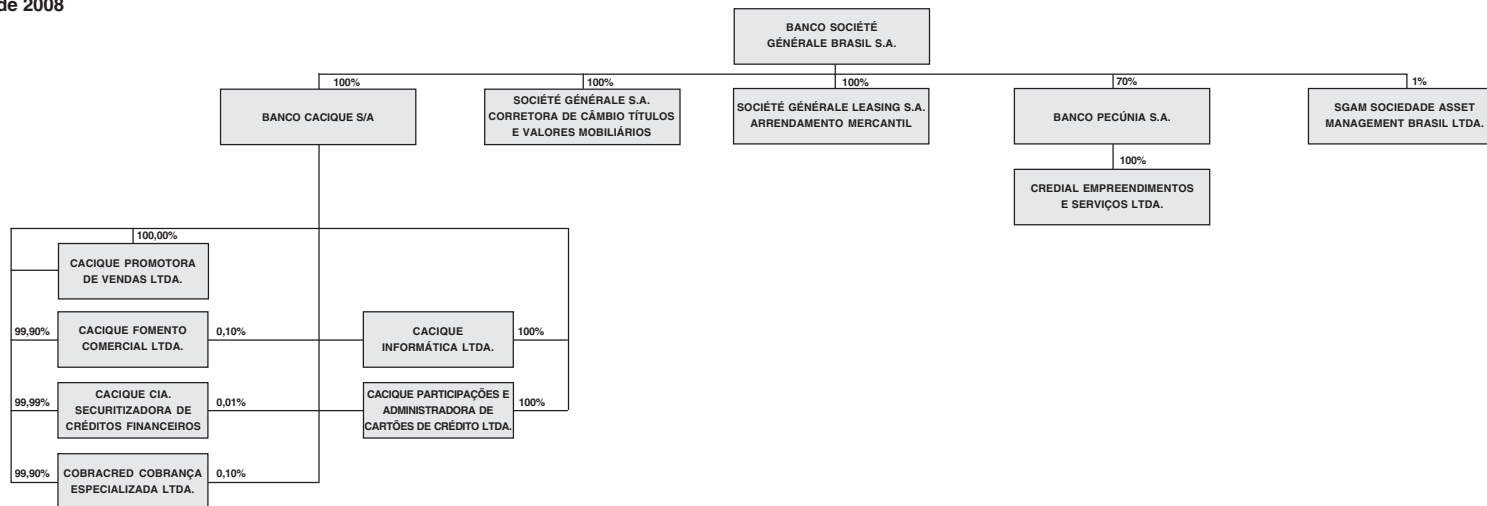 de 2008
BANCO SOCIÉTÉ
GÉNÉRALE BRASIL S.A.
100%
100%
100%
70%
1%
BANCO CACIQUE S/A
SOCIÉTÉ GÉNÉRALE S.A.
CORRETORA DE CÂMBIO TÍTULOS
E VALORES MOBILIÁRIOS
SOCIÉTÉ GÉNÉRALE LEASING S.A.
ARRENDAMENTO MERCANTIL
BANCO PECÚNIA S.A.
SGAM SOCIEDADE ASSET
MANAGEMENT BRASIL LTDA.
100%
CREDIAL EMPREENDIMENTOS
E SERVIÇOS LTDA.
100,00%
CACIQUE PROMOTORA
DE VENDAS LTDA.
99,90%
CACIQUE FOMENTO
COMERCIAL LTDA.
0,10%
CACIQUE
INFORMÁTICA LTDA.
100%
99,99%
CACIQUE CIA.
SECURITIZADORA DE
CRÉDITOS FINANCEIROS
0,01%
CACIQUE PARTICIPAÇÕES E
ADMINISTRADORA DE
CARTÕES DE CRÉDITO LTDA.
100%
99,90%
COBRACRED COBRANÇA
ESPECIALIZADA LTDA.
0,10%